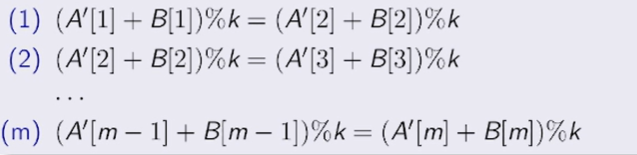 (1) (A′[1] + B[1])%k = (A′[2] + B[2])%k
(2) (A′[2] + B[2])%k = (A′[3] + B[3])%k
...
(m) (A′[m − 1] + B[m − 1])%k = (A′[m] + B[m])%k